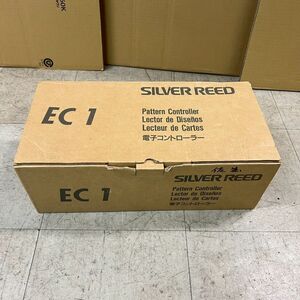 SILVER REED
EC 1
Pattern Controller
Lector de Diseños
Lecteur de Cartes
電子コントローラー
SILVER REED
EC 1
Pattern Controller
Lector de Diseños
Lecteur de Cartes
電子コントローラー